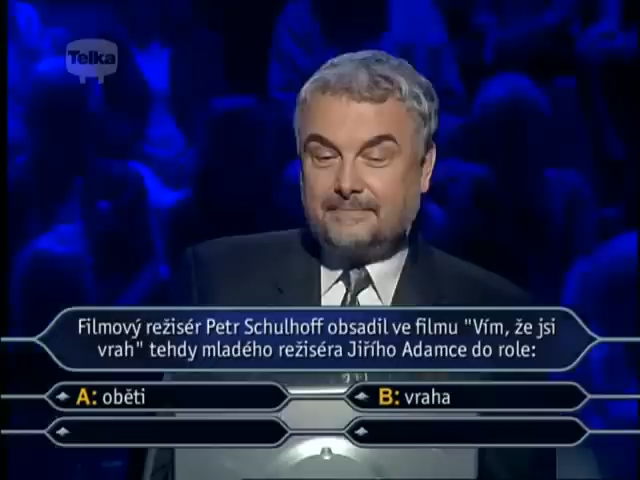 Telka
Filmový režisér Petr Schulhoff obsadil ve filmu "Vím, že jsi
vrah" tehdy mladého režiséra Jiřího Adamce do role:
A: oběti
B: vraha